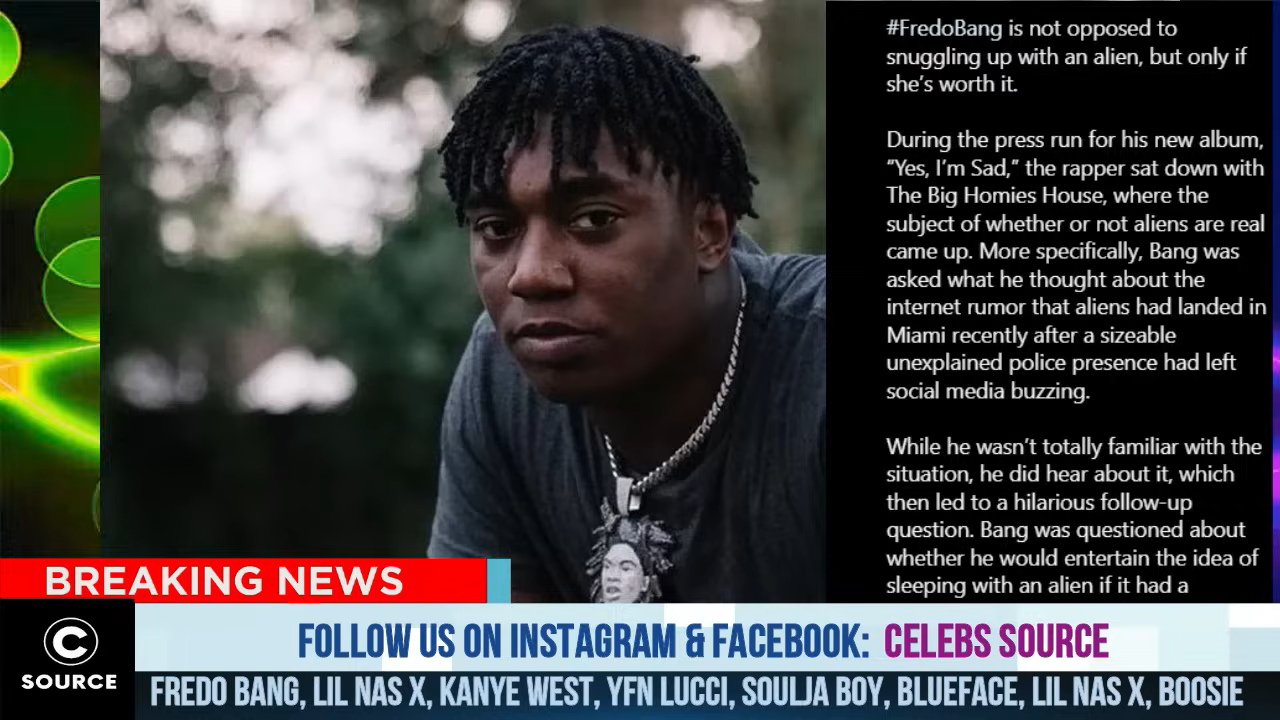 #FredoBang is not opposed to
snuggling up with an alien, but only if
she's worth it.
During the press run for his new album,
“Yes, I'm Sad,” the rapper sat down with
The Big Homies House, where the
subject of whether or not aliens are real
came up. More specifically, Bang was
asked what he thought about the
internet rumor that aliens had landed in
Miami recently after a sizeable
unexplained police presence had left
social media buzzing.
While he wasn't totally familiar with the
situation, he did hear about it, which
then led to a hilarious follow-up
question. Bang was questioned about
whether he would entertain the idea of
sleeping with an alien if it had a
BREAKING NEWS
C
SOURCE
FOLLOW US ON INSTAGRAM & FACEBOOK: CELEBS SOURCE
FREDO BANG, LIL NAS X, KANYE WEST, YFN LUCCI, SOULJA BOY, BLUEFACE, LIL NAS X, BOOSIE